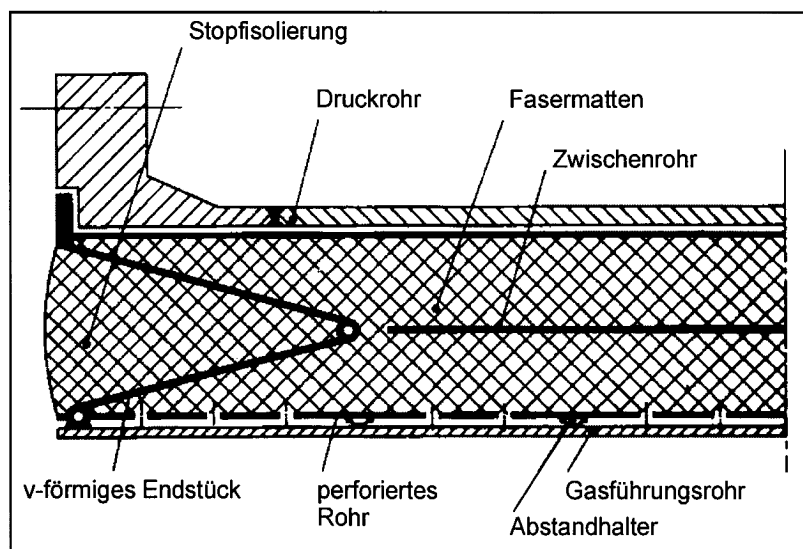 Stopfisolierung
Druckrohr
Fasermatten
Zwischenrohr
v-förmiges Endstück
perforiertes
Rohr
Gasführungsrohr
Abstandhalter